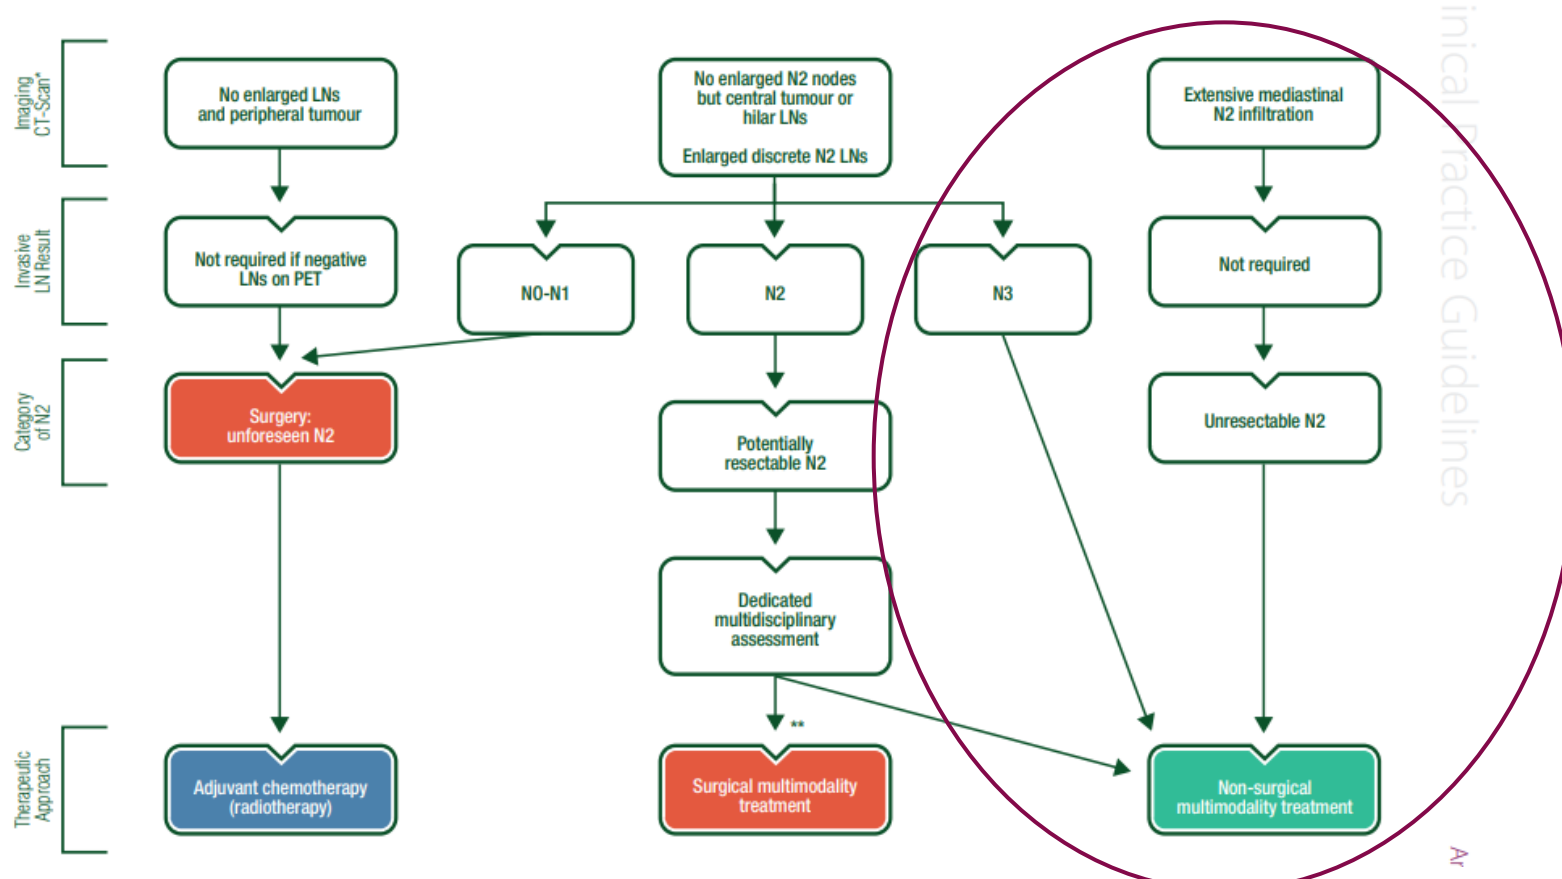 Imaging
CT-Scan*
No enlarged LNs
and peripheral tumour
No enlarged N2 nodes
but central tumour or
hilar LNs
Enlarged discrete N2 LNs
Extensive mediastinal
N2 infiltration
Invasive
LN Result
Not required if negative
LNs on PET
N0-N1
N2
N3
Not required
Category
of N2
Surgery:
unforeseen N2
Potentially
resectable N2
Unresectable N2
Dedicated
multidisciplinary
assessment
**
Therapeutic
Approach
Adjuvant chemotherapy
(radiotherapy)
Surgical multimodality
treatment
Non-surgical
multimodality treatment
inical Practice Guidelines
Ar